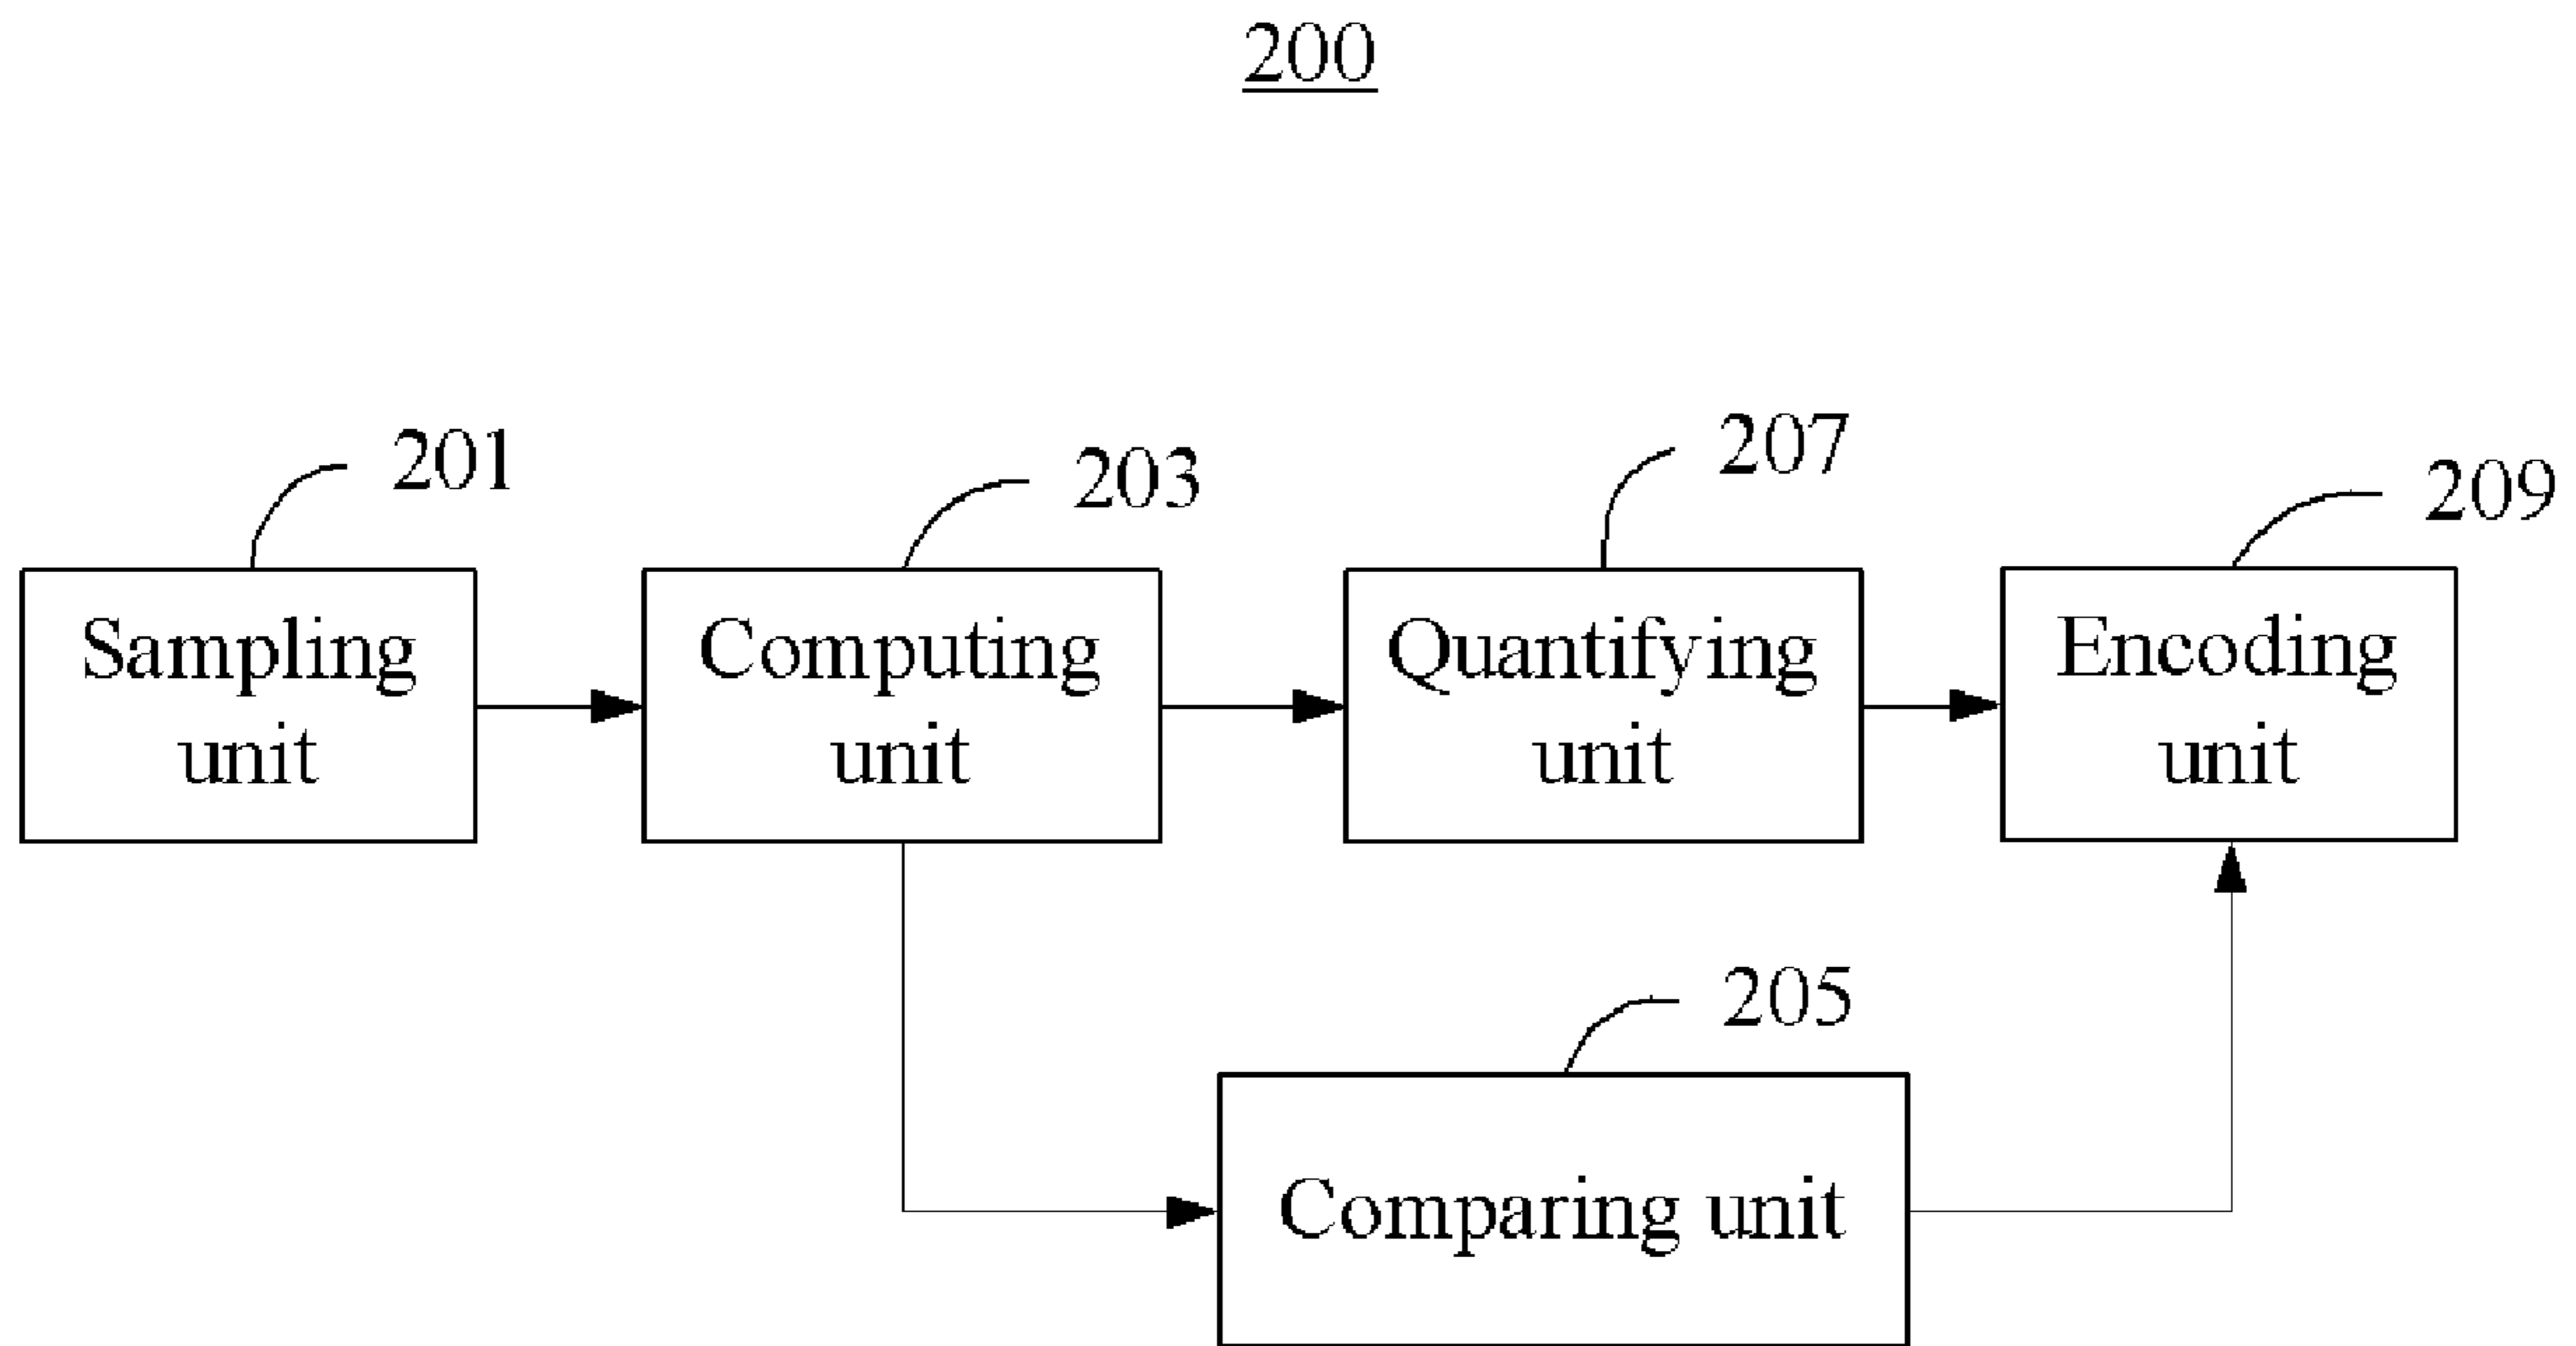 200
201
203
207
209
Sampling
unit
Computing
unit
Quantifying
unit
Encoding
unit
205
Comparing unit